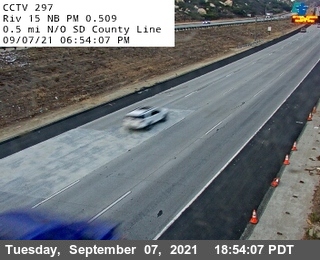 CCTV 297
Riv 15 NB PM 0.509
0.5 mi N/O SD County Line
09/07/21 06:54:07 PM
Tuesday, September 07, 2021 18:54:07 PDT